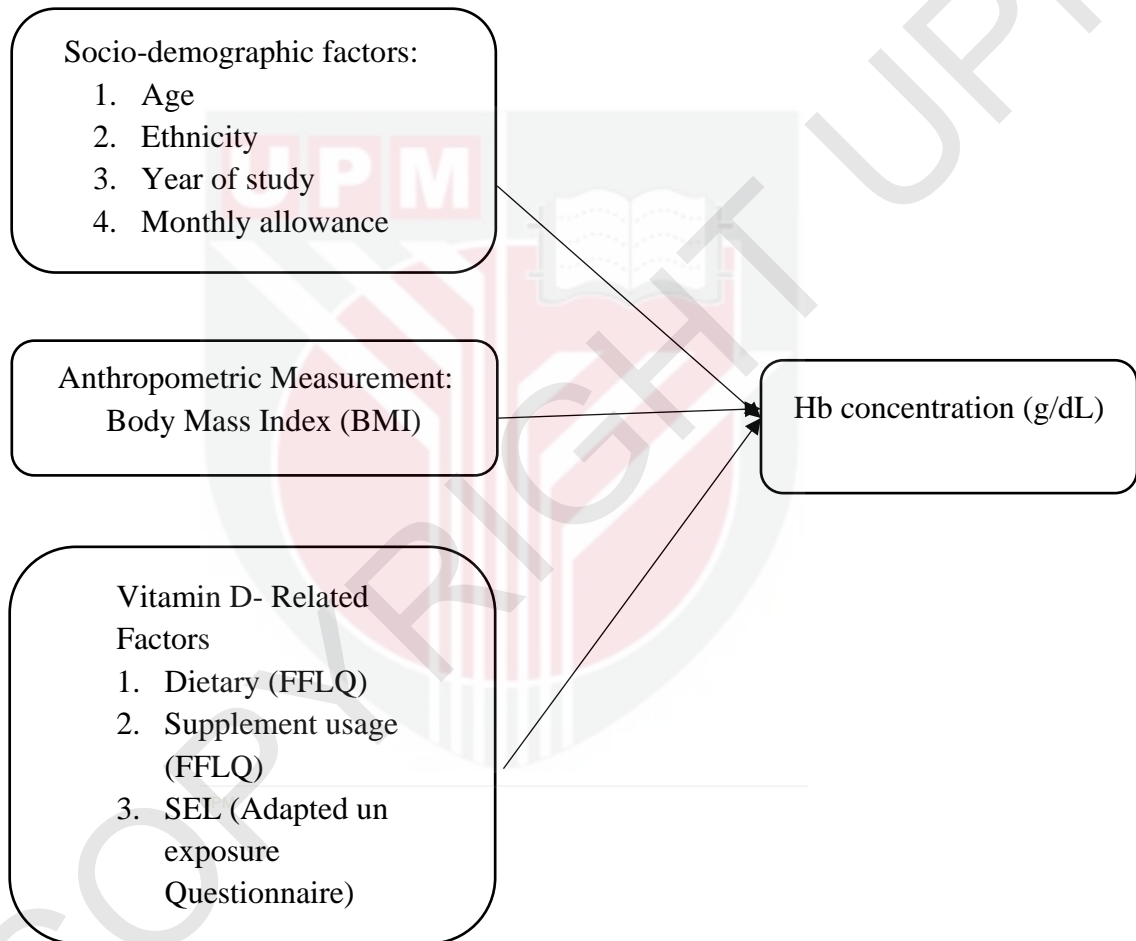 Socio-demographic factors:
1. Age
2. Ethnicity
3. Year of study
4. Monthly allowance
UPM
Anthropometric Measurement:
Body Mass Index (BMI)
Hb concentration (g/dL)
Vitamin D- Related
Factors
1. Dietary (FFLQ)
2. Supplement usage
(FFLQ)
3. SEL (Adapted un
exposure
Questionnaire)
COPYRIGHT UPM